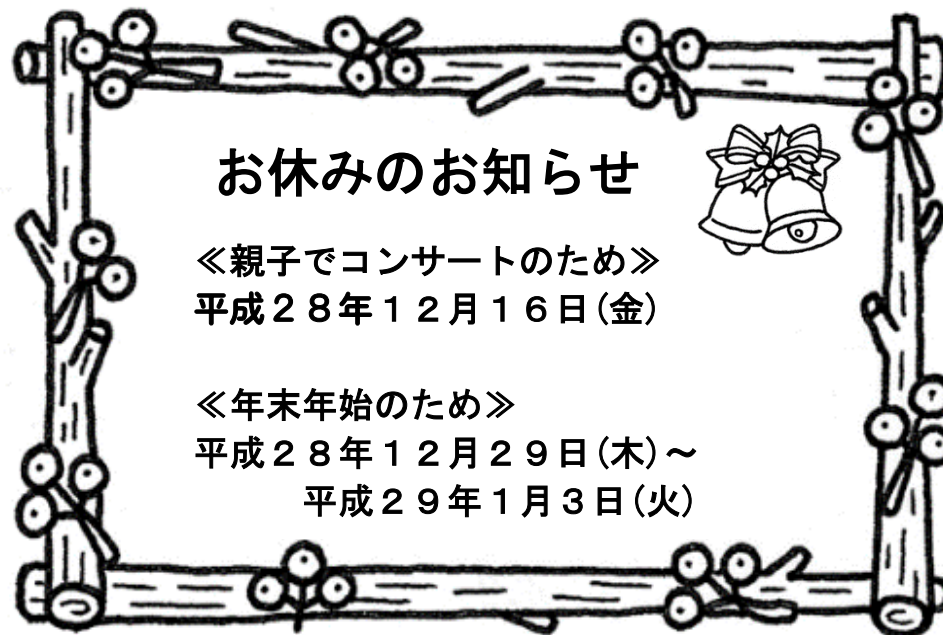 お休みのお知らせ
≪親子でコンサートのため≫
平成２８年１２月１６日(金)
≪年末年始のため≫
平成２８年１２月２９日(木)～
平成２９年１月３日(火)